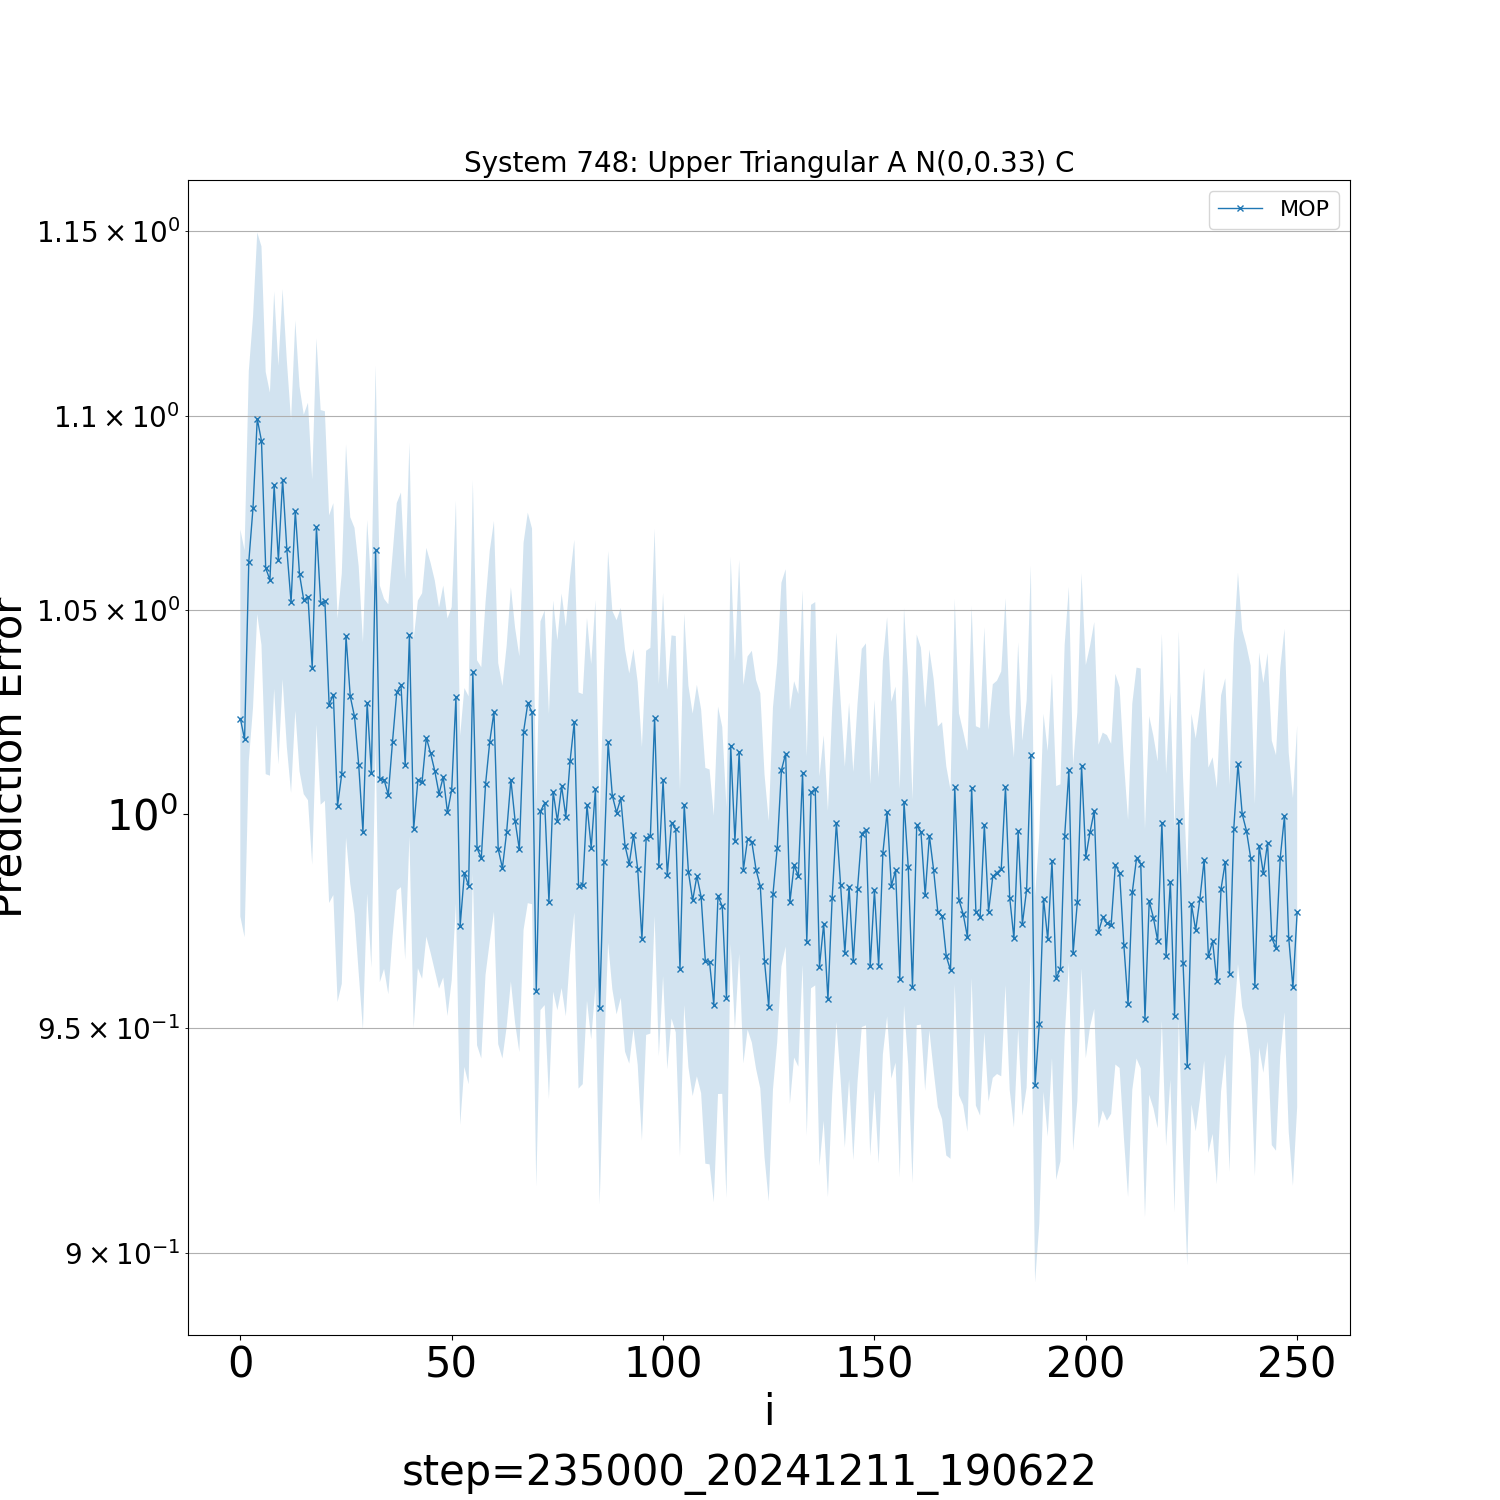 System 748: Upper Triangular A N(0,0.33) C
MOP
1.15 × 10⁰
1.1 × 10⁰
1.05 × 10⁰
10⁰
9.5 × 10⁻¹
9 × 10⁻¹
Prediction Error
0 50 100 150 200 250
i
step=235000_20241211_190622